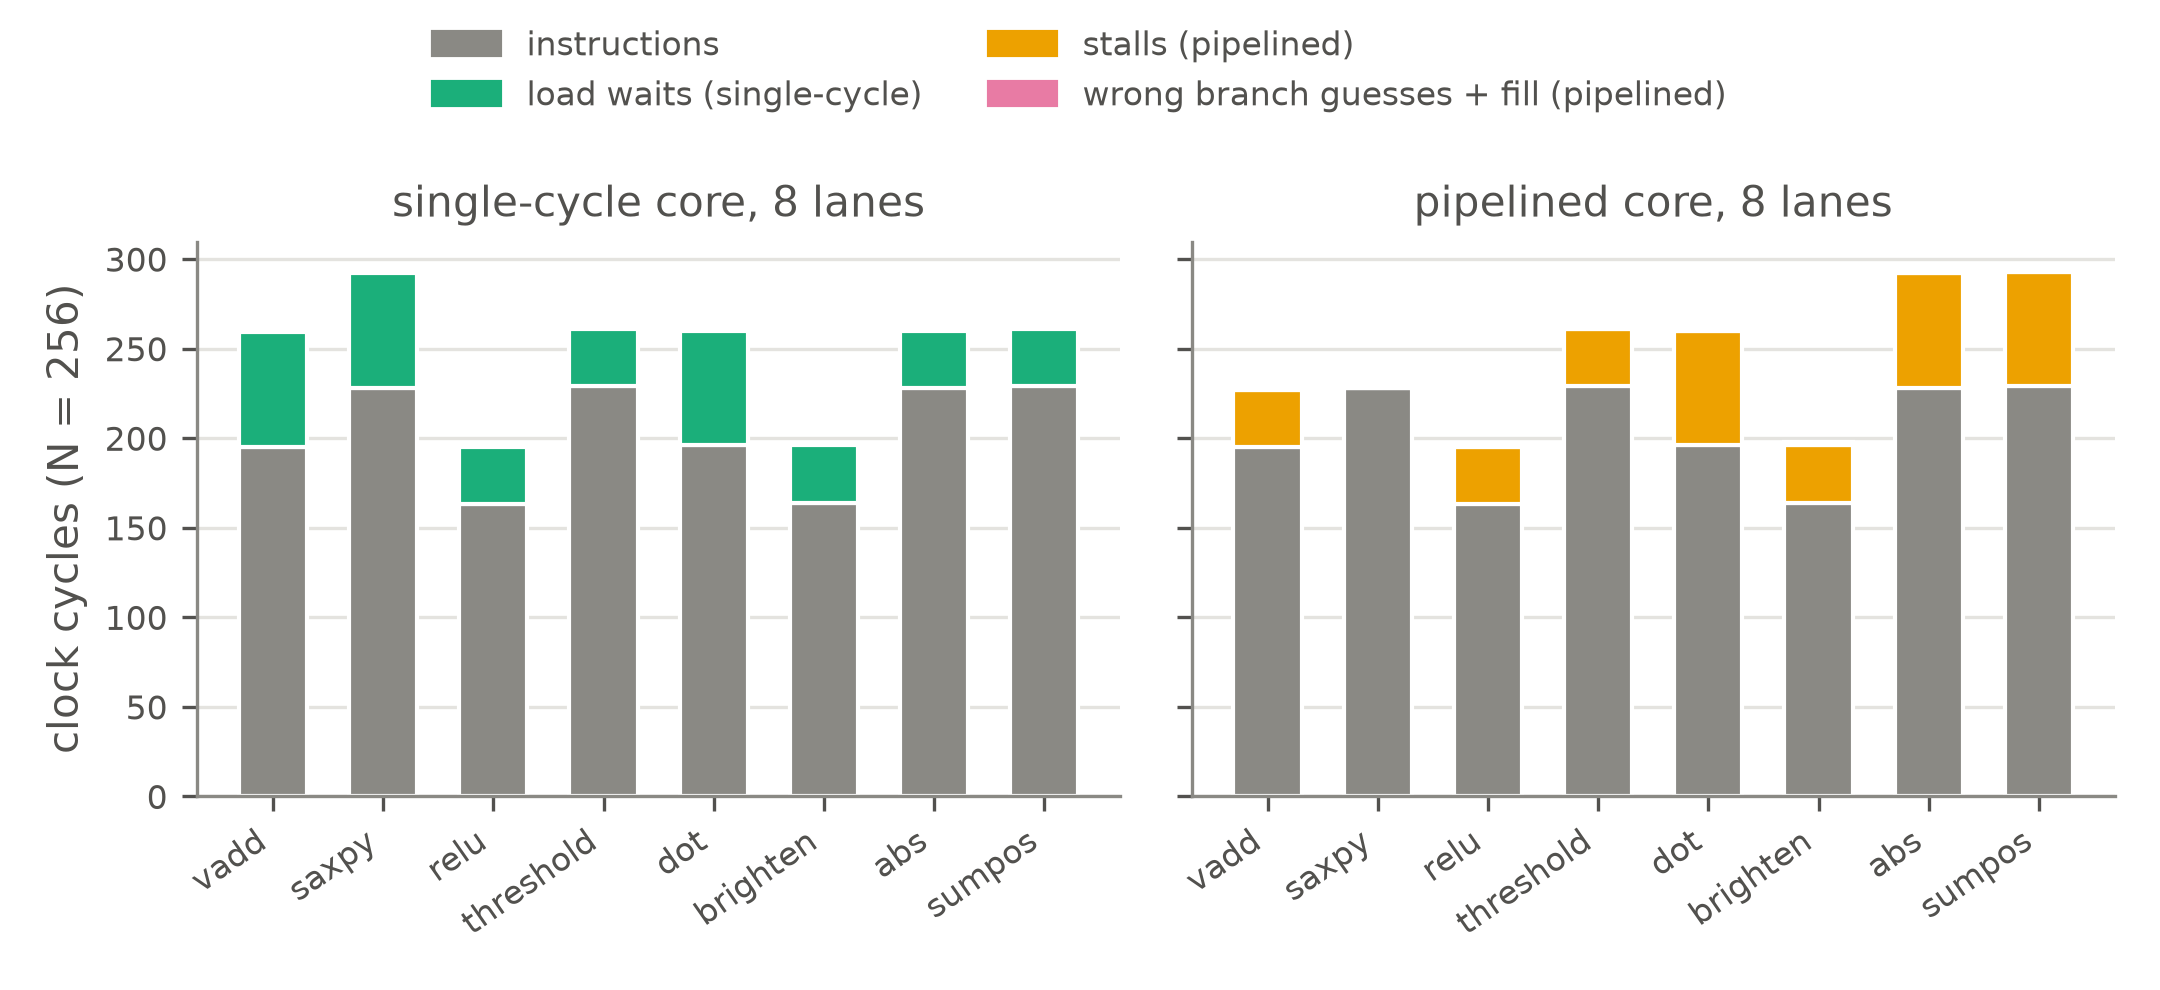 instructions
load waits (single-cycle)
stalls (pipelined)
wrong branch guesses + fill (pipelined)
single-cycle core, 8 lanes
pipelined core, 8 lanes
clock cycles (N = 256)
300
250
200
150
100
50
0
vadd
saxpy
relu
threshold
dot
brighten
abs
sumpos
vadd
saxpy
relu
threshold
dot
brighten
abs
sumpos